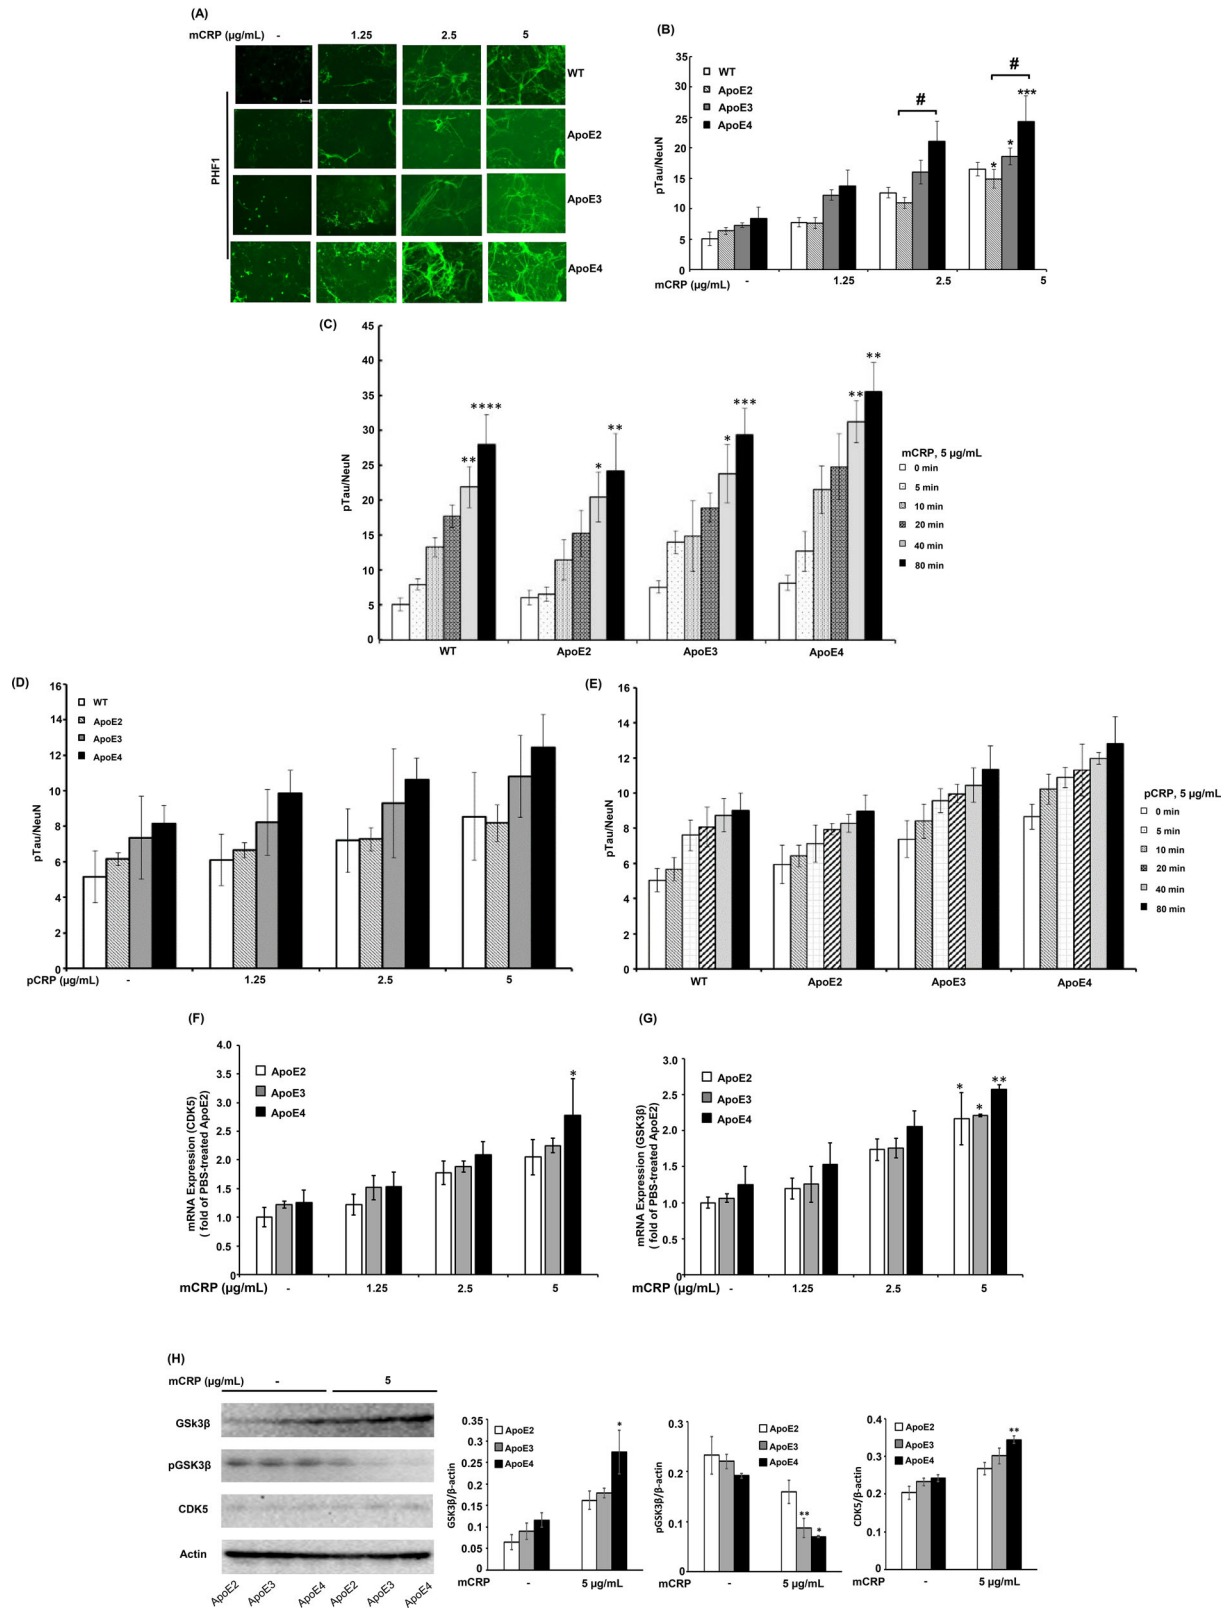 (A)
mCRP (µg/mL) - 1.25 2.5 5
WT
ApoE2
ApoE3
ApoE4
PHF1
(B)
WT
ApoE2
ApoE3
ApoE4
pTau/NeuN
35
30
25
20
15
10
5
0
#
#
***
*
*
mCRP (µg/mL) - 1.25 2.5 5
(C)
pTau/NeuN
45
40
35
30
25
20
15
10
5
0
****
**
**
*
***
*
**
**
WT ApoE2 ApoE3 ApoE4
mCRP, 5 µg/mL
0 min
5 min
10 min
20 min
40 min
80 min
(D)
WT
ApoE2
ApoE3
ApoE4
pTau/NeuN
16
14
12
10
8
6
4
2
0
pCRP (µg/mL) - 1.25 2.5 5
(E)
pTau/NeuN
16
14
12
10
8
6
4
2
0
WT ApoE2 ApoE3 ApoE4
pCRP, 5 µg/mL
0 min
5 min
10 min
20 min
40 min
80 min
(F)
mRNA Expression (CDK5)
( fold of PBS-treated ApoE2)
4.0
3.5
3.0
2.5
2.0
1.5
1.0
0.5
0
ApoE2
ApoE3
ApoE4
*
mCRP (µg/mL) - 1.25 2.5 5
(G)
mRNA Expression (GSK3β)
( fold of PBS-treated ApoE2)
3.0
2.5
2.0
1.5
1.0
0.5
0
ApoE2
ApoE3
ApoE4
*
*
**
mCRP (µg/mL) - 1.25 2.5 5
(H)
mCRP (µg/mL) - 5
GSk3β
pGSK3β
CDK5
Actin
ApoE2 ApoE3 ApoE4 ApoE2 ApoE3 ApoE4
GSK3β/β-actin
0.35
0.3
0.25
0.2
0.15
0.1
0.05
0
ApoE2
ApoE3
ApoE4
*
mCRP - 5 µg/mL
pGSK3β/β-actin
0.3
0.2
0.1
0
ApoE2
ApoE3
ApoE4
**
*
mCRP - 5 µg/mL
CDK5/β-actin
0.4
0.3
0.2
0.1
0
ApoE2
ApoE3
ApoE4
**
mCRP - 5 µg/mL